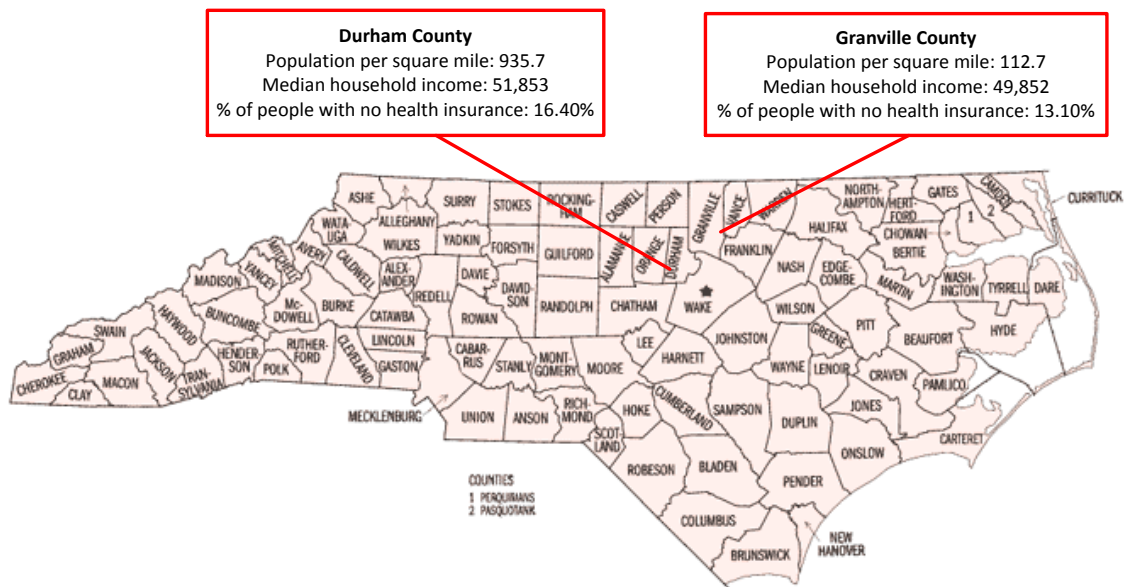 Durham County
Population per square mile: 935.7
Median household income: 51,853
% of people with no health insurance: 16.40%
Granville County
Population per square mile: 112.7
Median household income: 49,852
% of people with no health insurance: 13.10%
ASHE
ALLEGHANY
SURRY
STOKES
ROCKING-
HAM
CASWELL
PERSON
GRANVILLE
VANCE
WARREN
NORTH-
AMPTON
HERT-
FORD
GATES
CAMDEN
CURRITUCK
1
2
WATA-
UGA
WILKES
YADKIN
FORSYTH
GUILFORD
ALAMANCE
ORANGE
DURHAM
FRANKLIN
HALIFAX
CHOWAN
BERTIE
MITCHELL
AVERY
CALDWELL
ALEX-
ANDER
IREDELL
DAVIE
DAVID-
SON
RANDOLPH
CHATHAM
WAKE
NASH
EDGE-
COMBE
MARTIN
WASH-
INGTON
TYRRELL
DARE
MADISON
YANCEY
Mc-
DOWELL
BURKE
CATAWBA
ROWAN
WILSON
PITT
BEAUFORT
HYDE
SWAIN
HAYWOOD
BUNCOMBE
RUTHER-
FORD
CLEVELAND
LINCOLN
GASTON
CABAR-
RUS
STANLY
MONT-
GOMERY
MOORE
LEE
HARNETT
JOHNSTON
WAYNE
GREENE
LENOIR
CRAVEN
PAMLICO
GRAHAM
CHEROKEE
CLAY
MACON
JACKSON
TRAN-
SYLVANIA
HENDER-
SON
POLK
MECKLENBURG
UNION
ANSON
RICH-
MOND
SCOT-
LAND
HOKE
CUMBERLAND
SAMPSON
DUPLIN
JONES
CARTERET
ONSLOW
ROBESON
BLADEN
PENDER
COLUMBUS
BRUNSWICK
NEW
HANOVER
COUNTIES
1 PERQUIMANS
2 PASQUOTANK